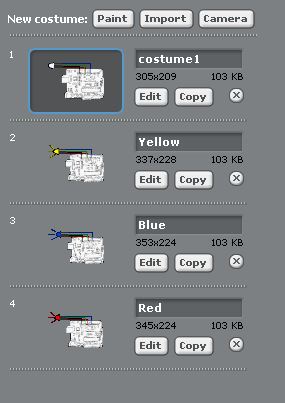 New costume: Paint Import Camera
1
costume1
305x209 103 KB
Edit Copy
2
Yellow
337x228 103 KB
Edit Copy
3
Blue
353x224 103 KB
Edit Copy
4
Red
345x224 103 KB
Edit Copy